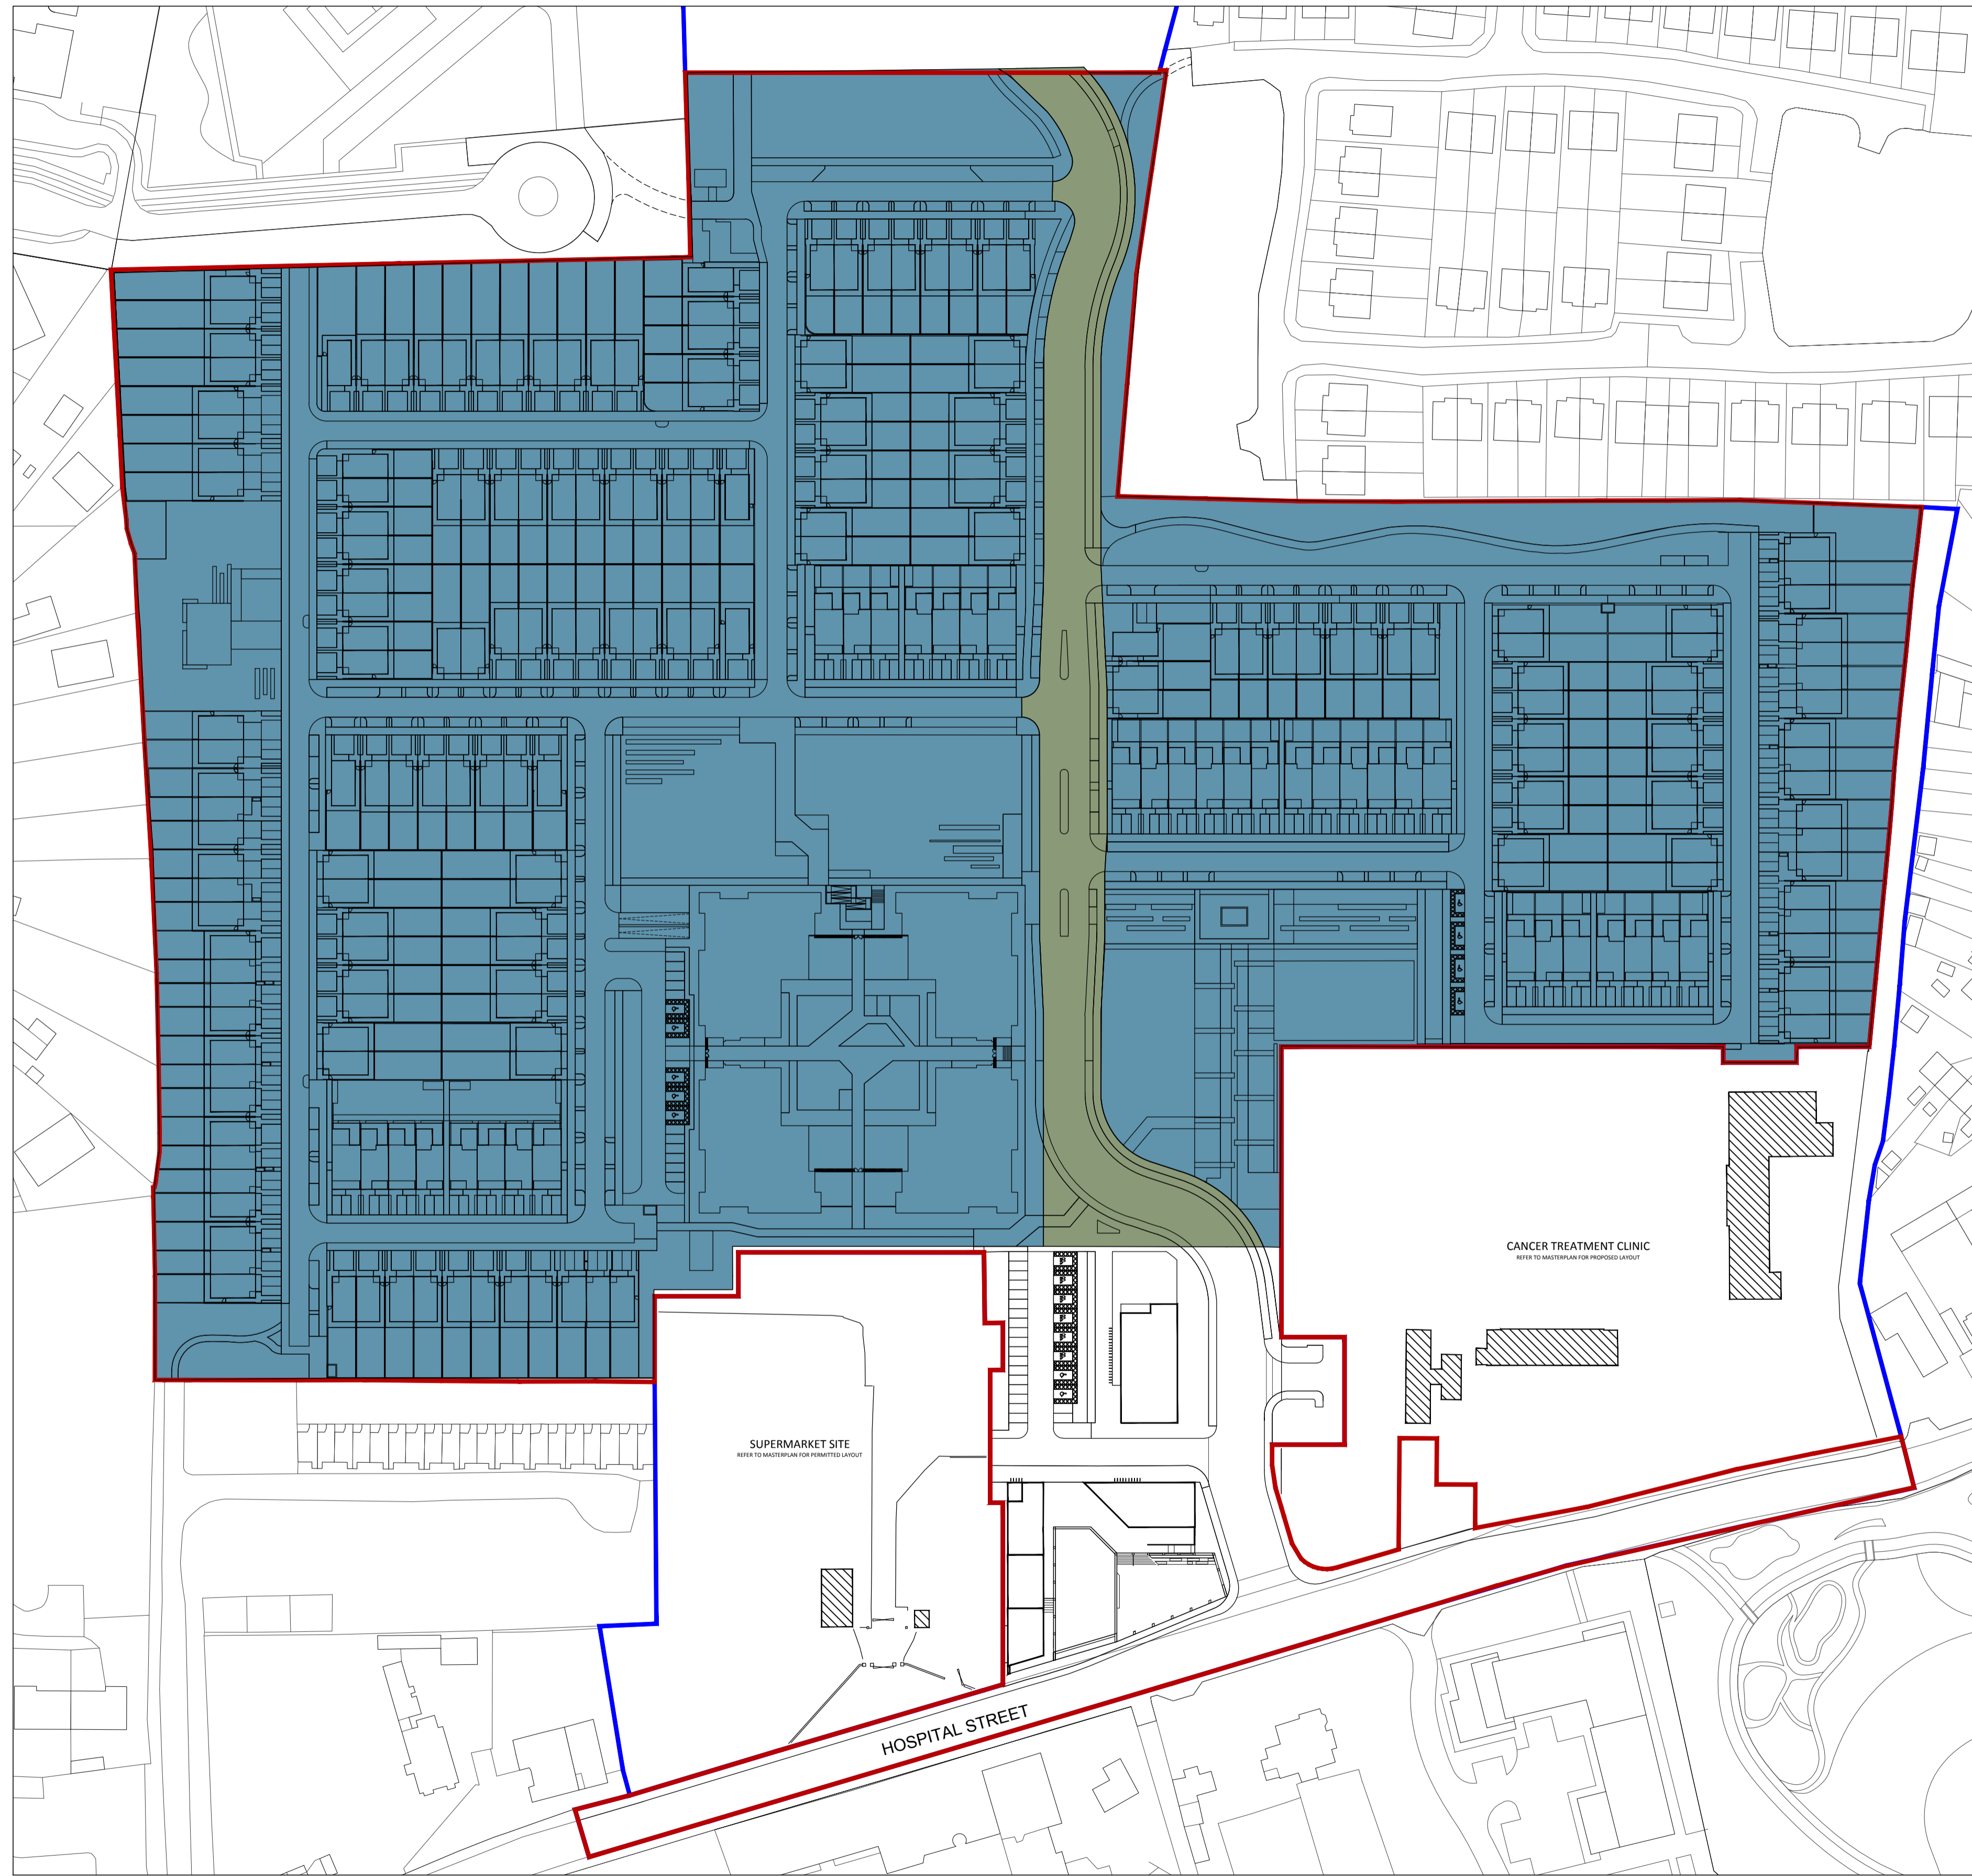 CANCER TREATMENT CLINIC
REFER TO MASTERPLAN FOR PROPOSED LAYOUT
SUPERMARKET SITE
REFER TO MASTERPLAN FOR PERMITTED LAYOUT
HOSPITAL STREET